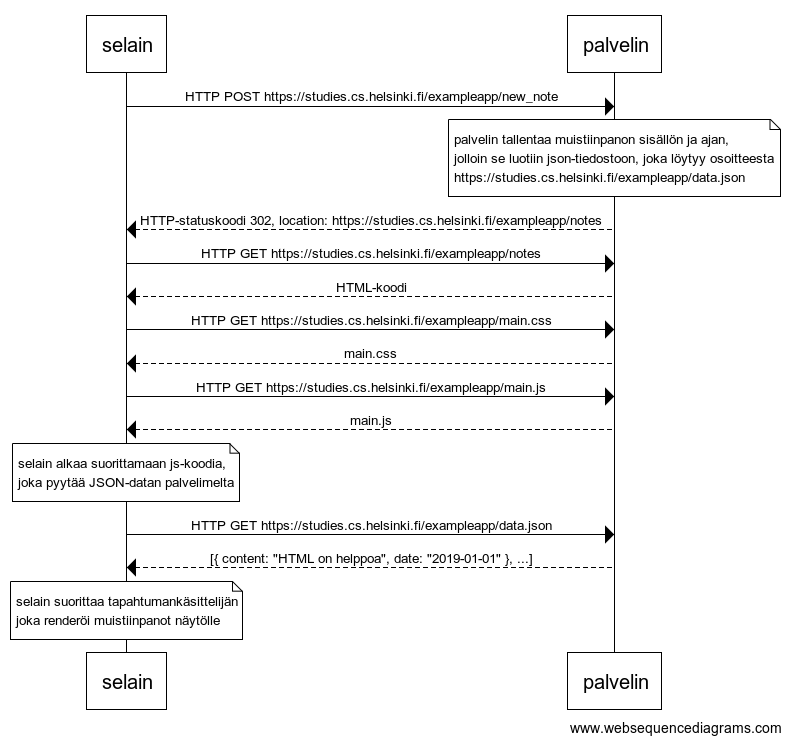 selain palvelin
HTTP POST https://studies.cs.helsinki.fi/exampleapp/new_note
palvelin tallentaa muistiinpanon sisällön ja ajan,
jolloin se luotiin json-tiedostoon, joka löytyy osoitteesta
https://studies.cs.helsinki.fi/exampleapp/data.json
HTTP-statuskoodi 302, location: https://studies.cs.helsinki.fi/exampleapp/notes
HTTP GET https://studies.cs.helsinki.fi/exampleapp/notes
HTML-koodi
HTTP GET https://studies.cs.helsinki.fi/exampleapp/main.css
main.css
HTTP GET https://studies.cs.helsinki.fi/exampleapp/main.js
main.js
selain alkaa suorittamaan js-koodia,
joka pyytää JSON-datan palvelimelta
HTTP GET https://studies.cs.helsinki.fi/exampleapp/data.json
[{ content: "HTML on helppoa", date: "2019-01-01" }, ...]
selain suorittaa tapahtumankäsittelijän
joka renderöi muistiinpanot näytölle
selain palvelin
www.websequencediagrams.com